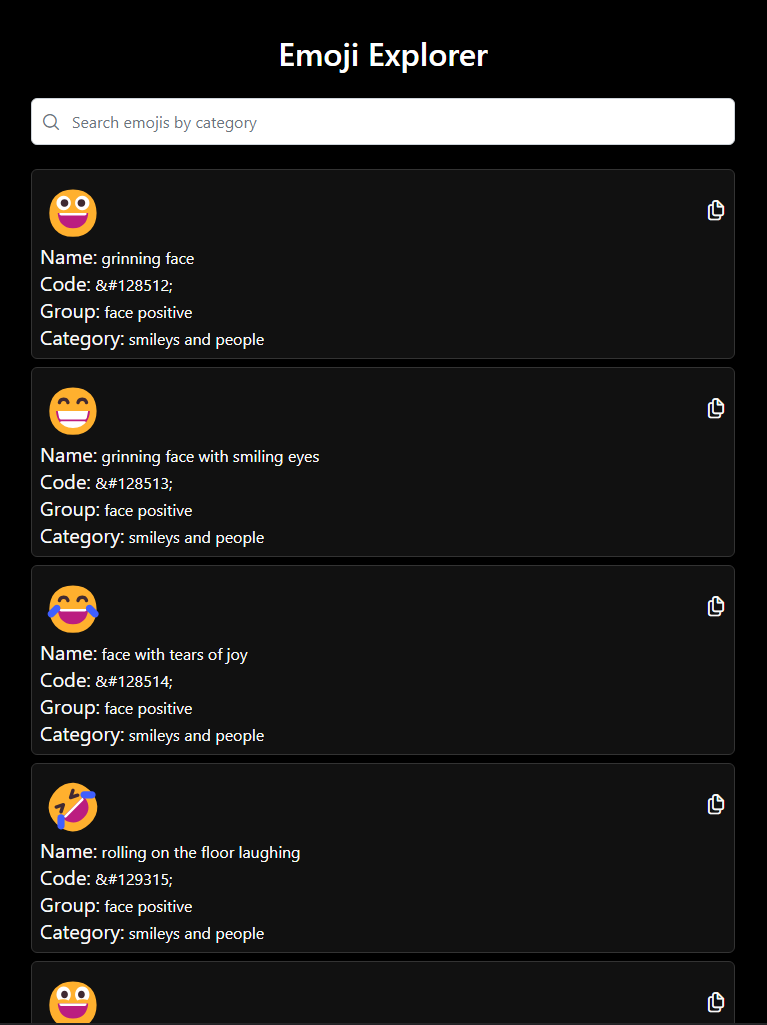 Emoji Explorer
Search emojis by category
Name: grinning face
Code: &#128512;
Group: face positive
Category: smileys and people
Name: grinning face with smiling eyes
Code: &#128513;
Group: face positive
Category: smileys and people
Name: face with tears of joy
Code: &#128514;
Group: face positive
Category: smileys and people
Name: rolling on the floor laughing
Code: &#129315;
Group: face positive
Category: smileys and people